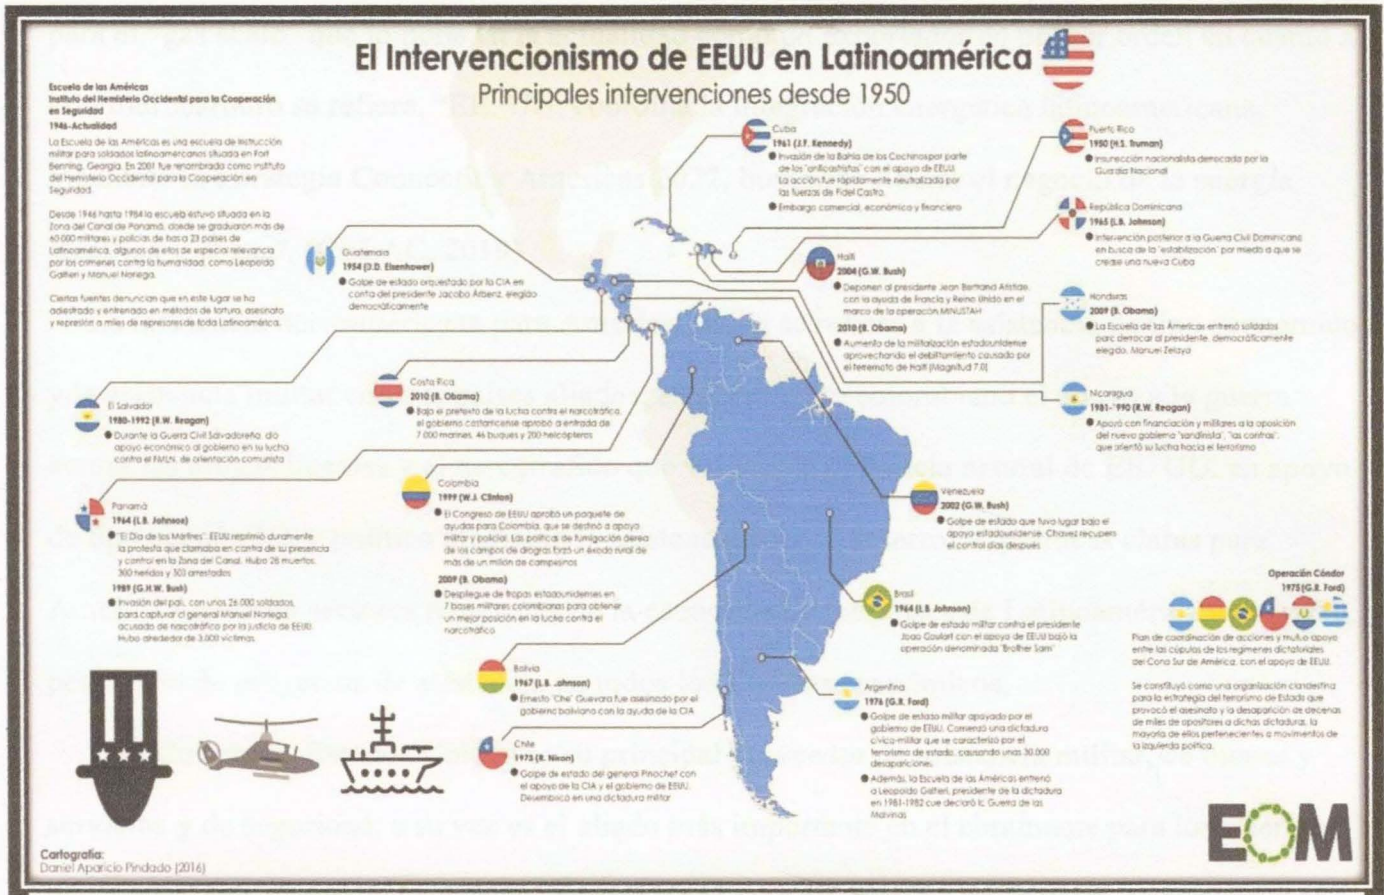 El Intervencionismo de EEUU en Latinoamérica
Principales intervenciones desde 1950
Escuela de las Américas
Instituto del Hemisferio Occidental para la Cooperación
en Seguridad
1946-Actualidad
La Escuela de las Américas es una escuela de instrucción
militar para soldados latinoamericanos situada en Fort
Benning, Georgia. En 2001 fue renombrada como Instituto
del Hemisferio Occidental para la Cooperación en
Seguridad.
Desde 1946 hasta 1984 la escuela estuvo situada en la
Zona del Canal de Panamá, donde se graduaron más de
60.000 militares y policías de hasta 23 países de
Latinoamérica, algunos de ellos de especial relevancia
por los crímenes contra la humanidad, como Leopoldo
Galtieri y Manuel Noriega.
Ciertas fuentes denuncian que en este lugar se ha
adiestrado y entrenado en métodos de tortura, asesinato
y represión a miles de represores de toda Latinoamérica.
Cuba
1961 (J.F. Kennedy)
Invasión de la Bahía de los Cochinospor parte
de los "anticastristas" con el apoyo de EEUU.
La acción fue rápidamente neutralizada por
las fuerzas de Fidel Castro.
Embargo comercial, económico y financiero
Puerto Rico
1950 (H.S. Truman)
Insurección nacionalista derrocada por la
Guardia Nacional
República Dominicana
1965 (L.B. Johnson)
Intervención posterior a la Guerra Civil Dominicana
en busca de la "estabilización" por miedo a que se
crease una nueva Cuba
Guatemala
1954 (J.D. Eisenhower)
Golpe de estado orquestado por la CIA en
contra del presidente Jacobo Árbenz, elegido
democráticamente
Haití
2004 (G.W. Bush)
Deponen al presidente Jean Bertrand Aristide,
con la ayuda de Francia y Reino Unido en el
marco de la operación MINUSTAH
2010 (B. Obama)
Aumento de la militarización estadounidense
aprovechando el debilitamiento causado por
el terremoto de Haití (Magnitud 7.0)
Honduras
2009 (B. Obama)
La Escuela de las Américas entrenó soldados
para derrocar al presidente, democráticamente
elegido, Manuel Zelaya
Costa Rica
2010 (B. Obama)
Bajo el pretexto de la lucha contra el narcotráfico,
el gobierno costarricense aprobó a entrada de
7.000 marines, 46 buques y 200 helicópteros
Nicaragua
1981-1990 (R.W. Reagan)
Apoyó con financiación y militares a la oposición
del nuevo gobierno "sandinista", "las contras",
que orientó su lucha hacia el terrorismo
El Salvador
1980-1992 (R.W. Reagan)
Durante la Guerra Civil Salvadoreña, dio
apoyo económico al gobierno en su lucha
contra el FMLN, de orientación comunista
Colombia
1999 (W.J. Clinton)
El Congreso de EEUU aprobó un paquete de
ayudas para Colombia, que se destinó a apoyo
militar y policial. Las políticas de fumigación aérea
de los campos de drogras forzó un éxodo rural de
más de un millón de campesinos
2009 (B. Obama)
Despliegue de tropas estadounidenses en
7 bases militares colombianas para obtener
un mejor posición en la lucha contra el
narcotráfico
Panamá
1964 (L.B. Johnson)
"El Día de los Mártires". EEUU reprimió duramente
la protesta que clamaba en contra de su presencia
y control en la Zona del Canal. Hubo 28 muertos,
300 heridos y 503 arrestados
1989 (G.H.W. Bush)
Invasión del país, con unos 26.000 soldados,
para capturar al general Manuel Noriega,
acusado de nacotráfico por la justicia de EEUU.
Hubo alrededor de 3.000 víctimas
Venezuela
2002 (G.W. Bush)
Golpe de estado que tuvo lugar bajo el
apoyo estadounidense. Chavez recuperó
el control días después
Brasil
1964 (L.B. Johnson)
Golpe de estado militar contra el presidente
Joao Goulart con el apoyo de EEUU bajó la
operación denominada "Brother Sam"
Operación Cóndor
1975(G.R. Ford)
Plan de coordinación de acciones y mutuo apoyo
entre las cúpulas de los regímenes dictatoriales
del Cono Sur de América, con el apoyo de EEUU.
Se constituyó como una organización clandestina
para la estrategia del terrorismo de Estado que
provocó el asesinato y la desaparición de decenas
de miles de opositores a dichas dictaduras, la
mayoría de ellos pertenecientes a movimientos de
la izquierda política.
Bolivia
1967 (L.B. Johnson)
Ernesto 'Che' Guevara fue asesinado por el
gobierno boliviano con la ayuda de la CIA
Argentina
1976 (G.R. Ford)
Golpe de estado militar apoyado por el
gobierno de EEUU. Comenzó una dictadura
cívico-militar que se caracterizó por el
terorismo de estado, causando unas 30.000
desapariciones.
Además, la Escuela de las Américas entrenó
a Leopoldo Galtieri, presidente de la dictadura
en 1981-1982 que declaró la Guerra de las
Malvinas
Chile
1973 (R. Nixon)
Golpe de estado del general Pinochet con
el apoyo de la CIA y el gobierno de EEUU.
Desembocó en una dictadura militar
Cartografía:
Daniel Aparicio Pindado (2016)
EOM